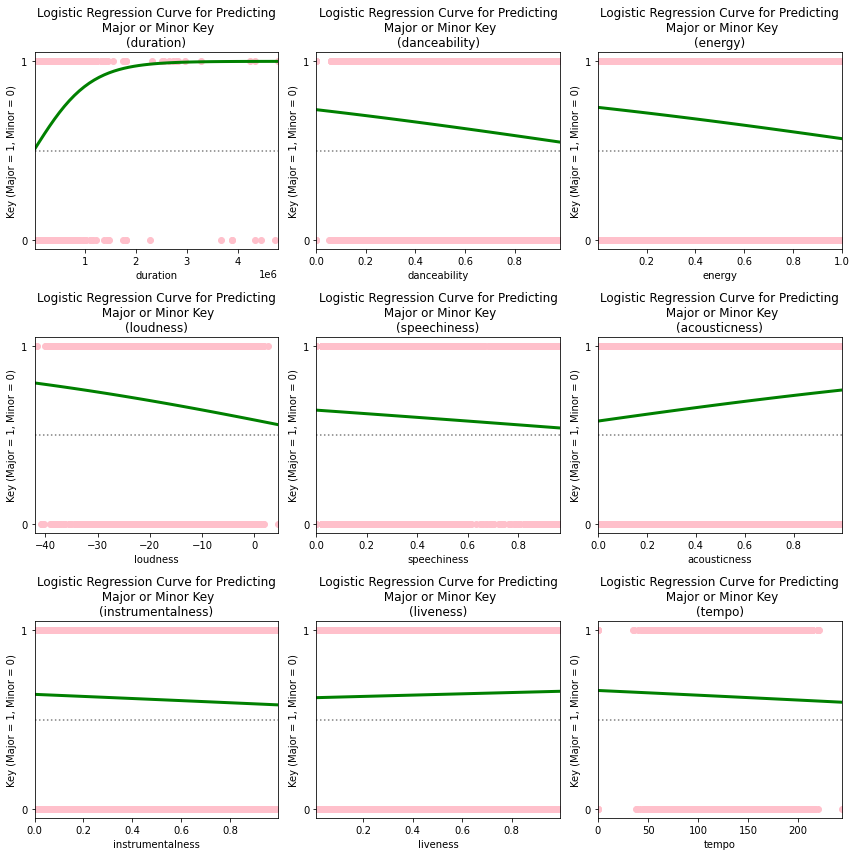 Logistic Regression Curve for Predicting
Major or Minor Key
(duration)
Key (Major = 1, Minor = 0)
1
0
1
2
3
4
1e6
duration
Logistic Regression Curve for Predicting
Major or Minor Key
(danceability)
Key (Major = 1, Minor = 0)
1
0
0.0
0.2
0.4
0.6
0.8
danceability
Logistic Regression Curve for Predicting
Major or Minor Key
(energy)
Key (Major = 1, Minor = 0)
1
0
0.2
0.4
0.6
0.8
1.0
energy
Logistic Regression Curve for Predicting
Major or Minor Key
(loudness)
Key (Major = 1, Minor = 0)
1
0
−40
−30
−20
−10
0
loudness
Logistic Regression Curve for Predicting
Major or Minor Key
(speechiness)
Key (Major = 1, Minor = 0)
1
0
0.0
0.2
0.4
0.6
0.8
speechiness
Logistic Regression Curve for Predicting
Major or Minor Key
(acousticness)
Key (Major = 1, Minor = 0)
1
0
0.0
0.2
0.4
0.6
0.8
acousticness
Logistic Regression Curve for Predicting
Major or Minor Key
(instrumentalness)
Key (Major = 1, Minor = 0)
1
0
0.0
0.2
0.4
0.6
0.8
instrumentalness
Logistic Regression Curve for Predicting
Major or Minor Key
(liveness)
Key (Major = 1, Minor = 0)
1
0
0.2
0.4
0.6
0.8
liveness
Logistic Regression Curve for Predicting
Major or Minor Key
(tempo)
Key (Major = 1, Minor = 0)
1
0
0
50
100
150
200
tempo